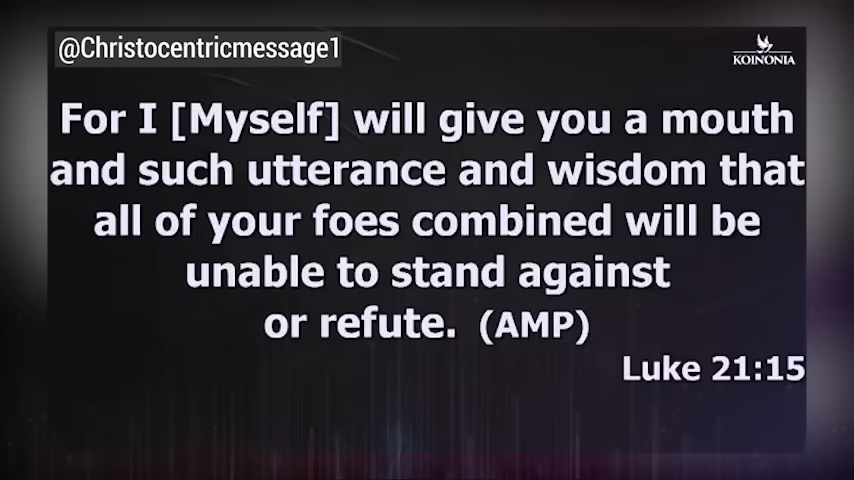 @Christocentricmessage1
KOINONIA
For I [Myself] will give you a mouth
and such utterance and wisdom that
all of your foes combined will be
unable to stand against
or refute. (AMP)
Luke 21:15